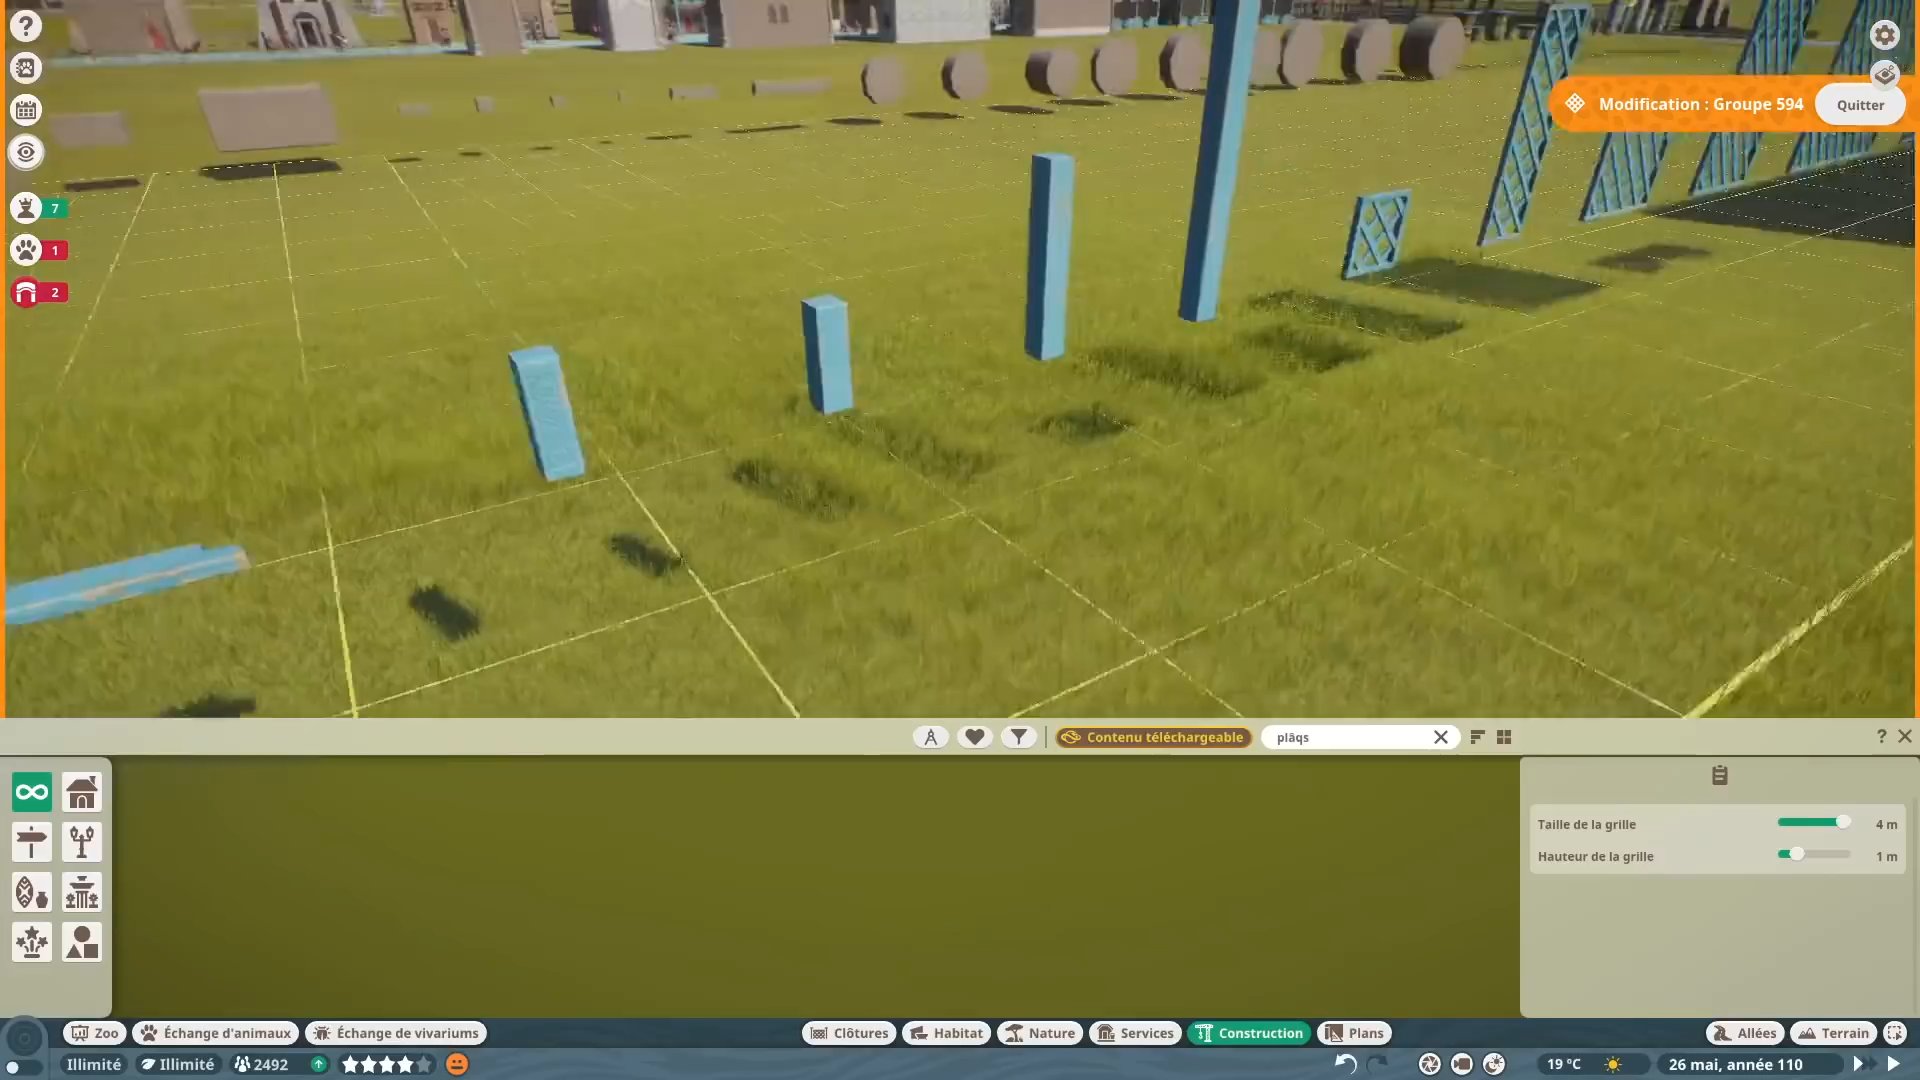 ?
7
1
2
Modification : Groupe 594
Quitter
Contenu téléchargeable
plâqs
?
Taille de la grille
4 m
Hauteur de la grille
1 m
Zoo
Échange d'animaux
Échange de vivariums
Clôtures
Habitat
Nature
Services
Construction
Plans
Allées
Terrain
Illimité
Illimité
2492
19 °C
26 mai, année 110